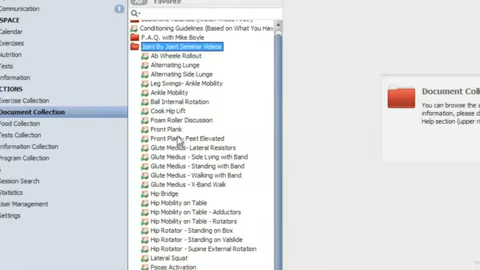 Communication
1
SPACE
Calendar
Exercises
Nutrition
Tests
Information
CTIONS
Exercise Collection
Document Collection
Food Collection
Tests Collection
Information Collection
Program Collection
Session Search
Statistics
User Management
Settings
All Favorite
Conditioning Guidelines (Based on What You Hav
F.A.Q. with Mike Boyle
Joint By Joint Seminar Videos
Ab Wheele Rollout
Alternating Lunge
Alternating Side Lunge
Leg Swings- Ankle Mobility
Ankle Mobility
Ball Internal Rotation
Cook Hip Lift
Foam Roller Discussion
Front Plank
Front Plank- Feet Elevated
Glute Medius- Lateral Resistors
Glute Medius - Side Lying with Band
Glute Medius - Standing with Band
Glute Medius - Walking with Band
Glute Medius - X-Band Walk
Hip Bridge
Hip Mobility on Table
Hip Mobility on Table - Adductors
Hip Mobility on Table - Rotators
Hip Rotator - Standing on Box
Hip Rotator - Standing on Valslide
Hip Rotator - Supine External Rotation
Lateral Squat
Psoas Activation
Document Coll
You can browse the a
information, please cl
Help section (upper r